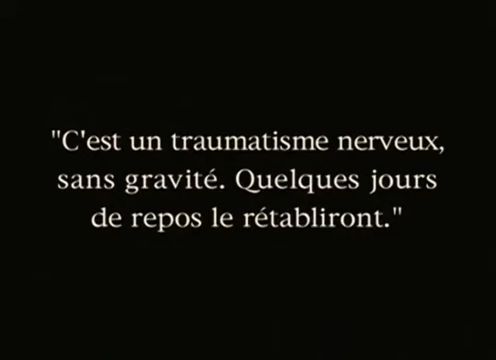 "C'est un traumatisme nerveux,
sans gravité. Quelques jours
de repos le rétabliront."